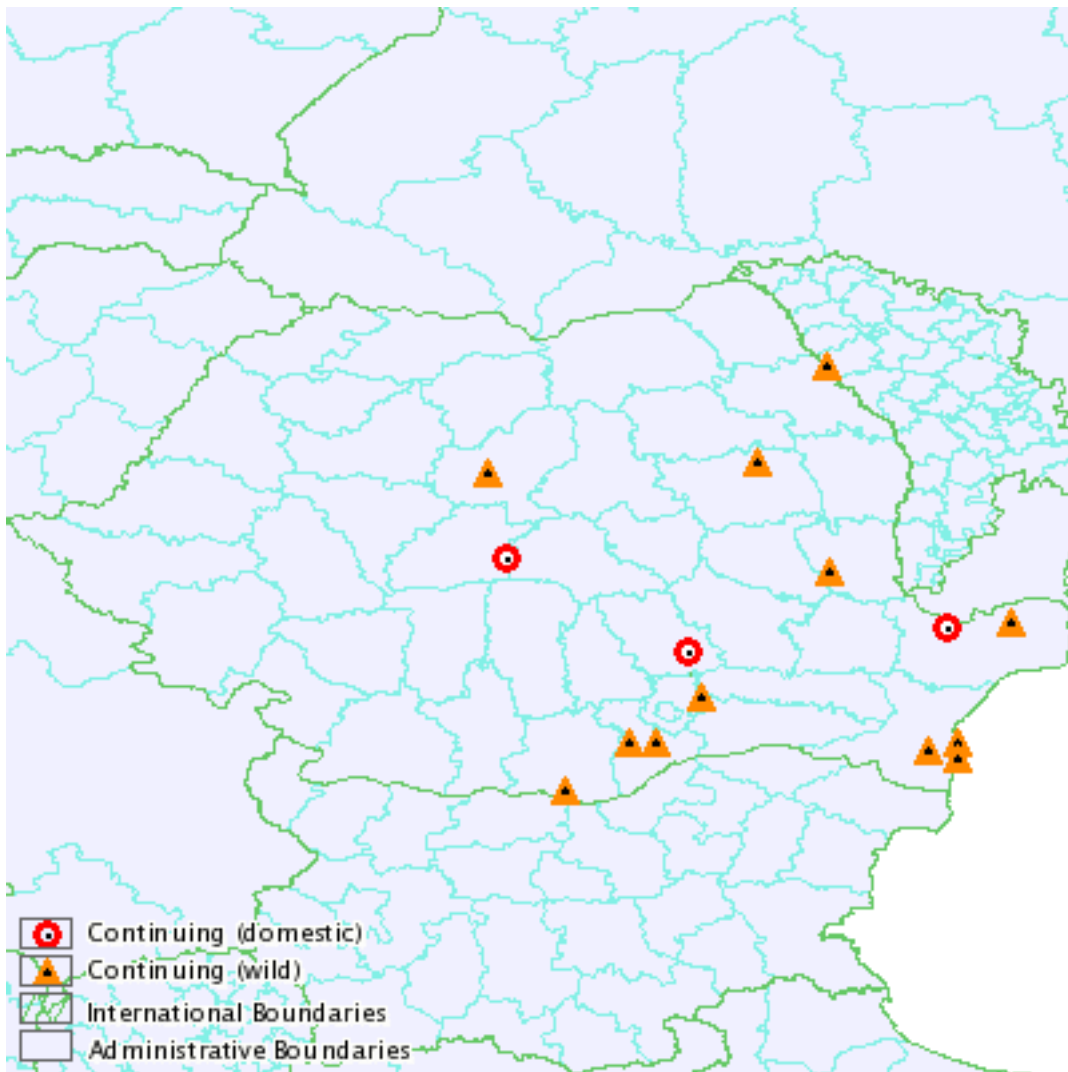 Continuing (domestic)
Continuing (wild)
International Boundaries
Administrative Boundaries